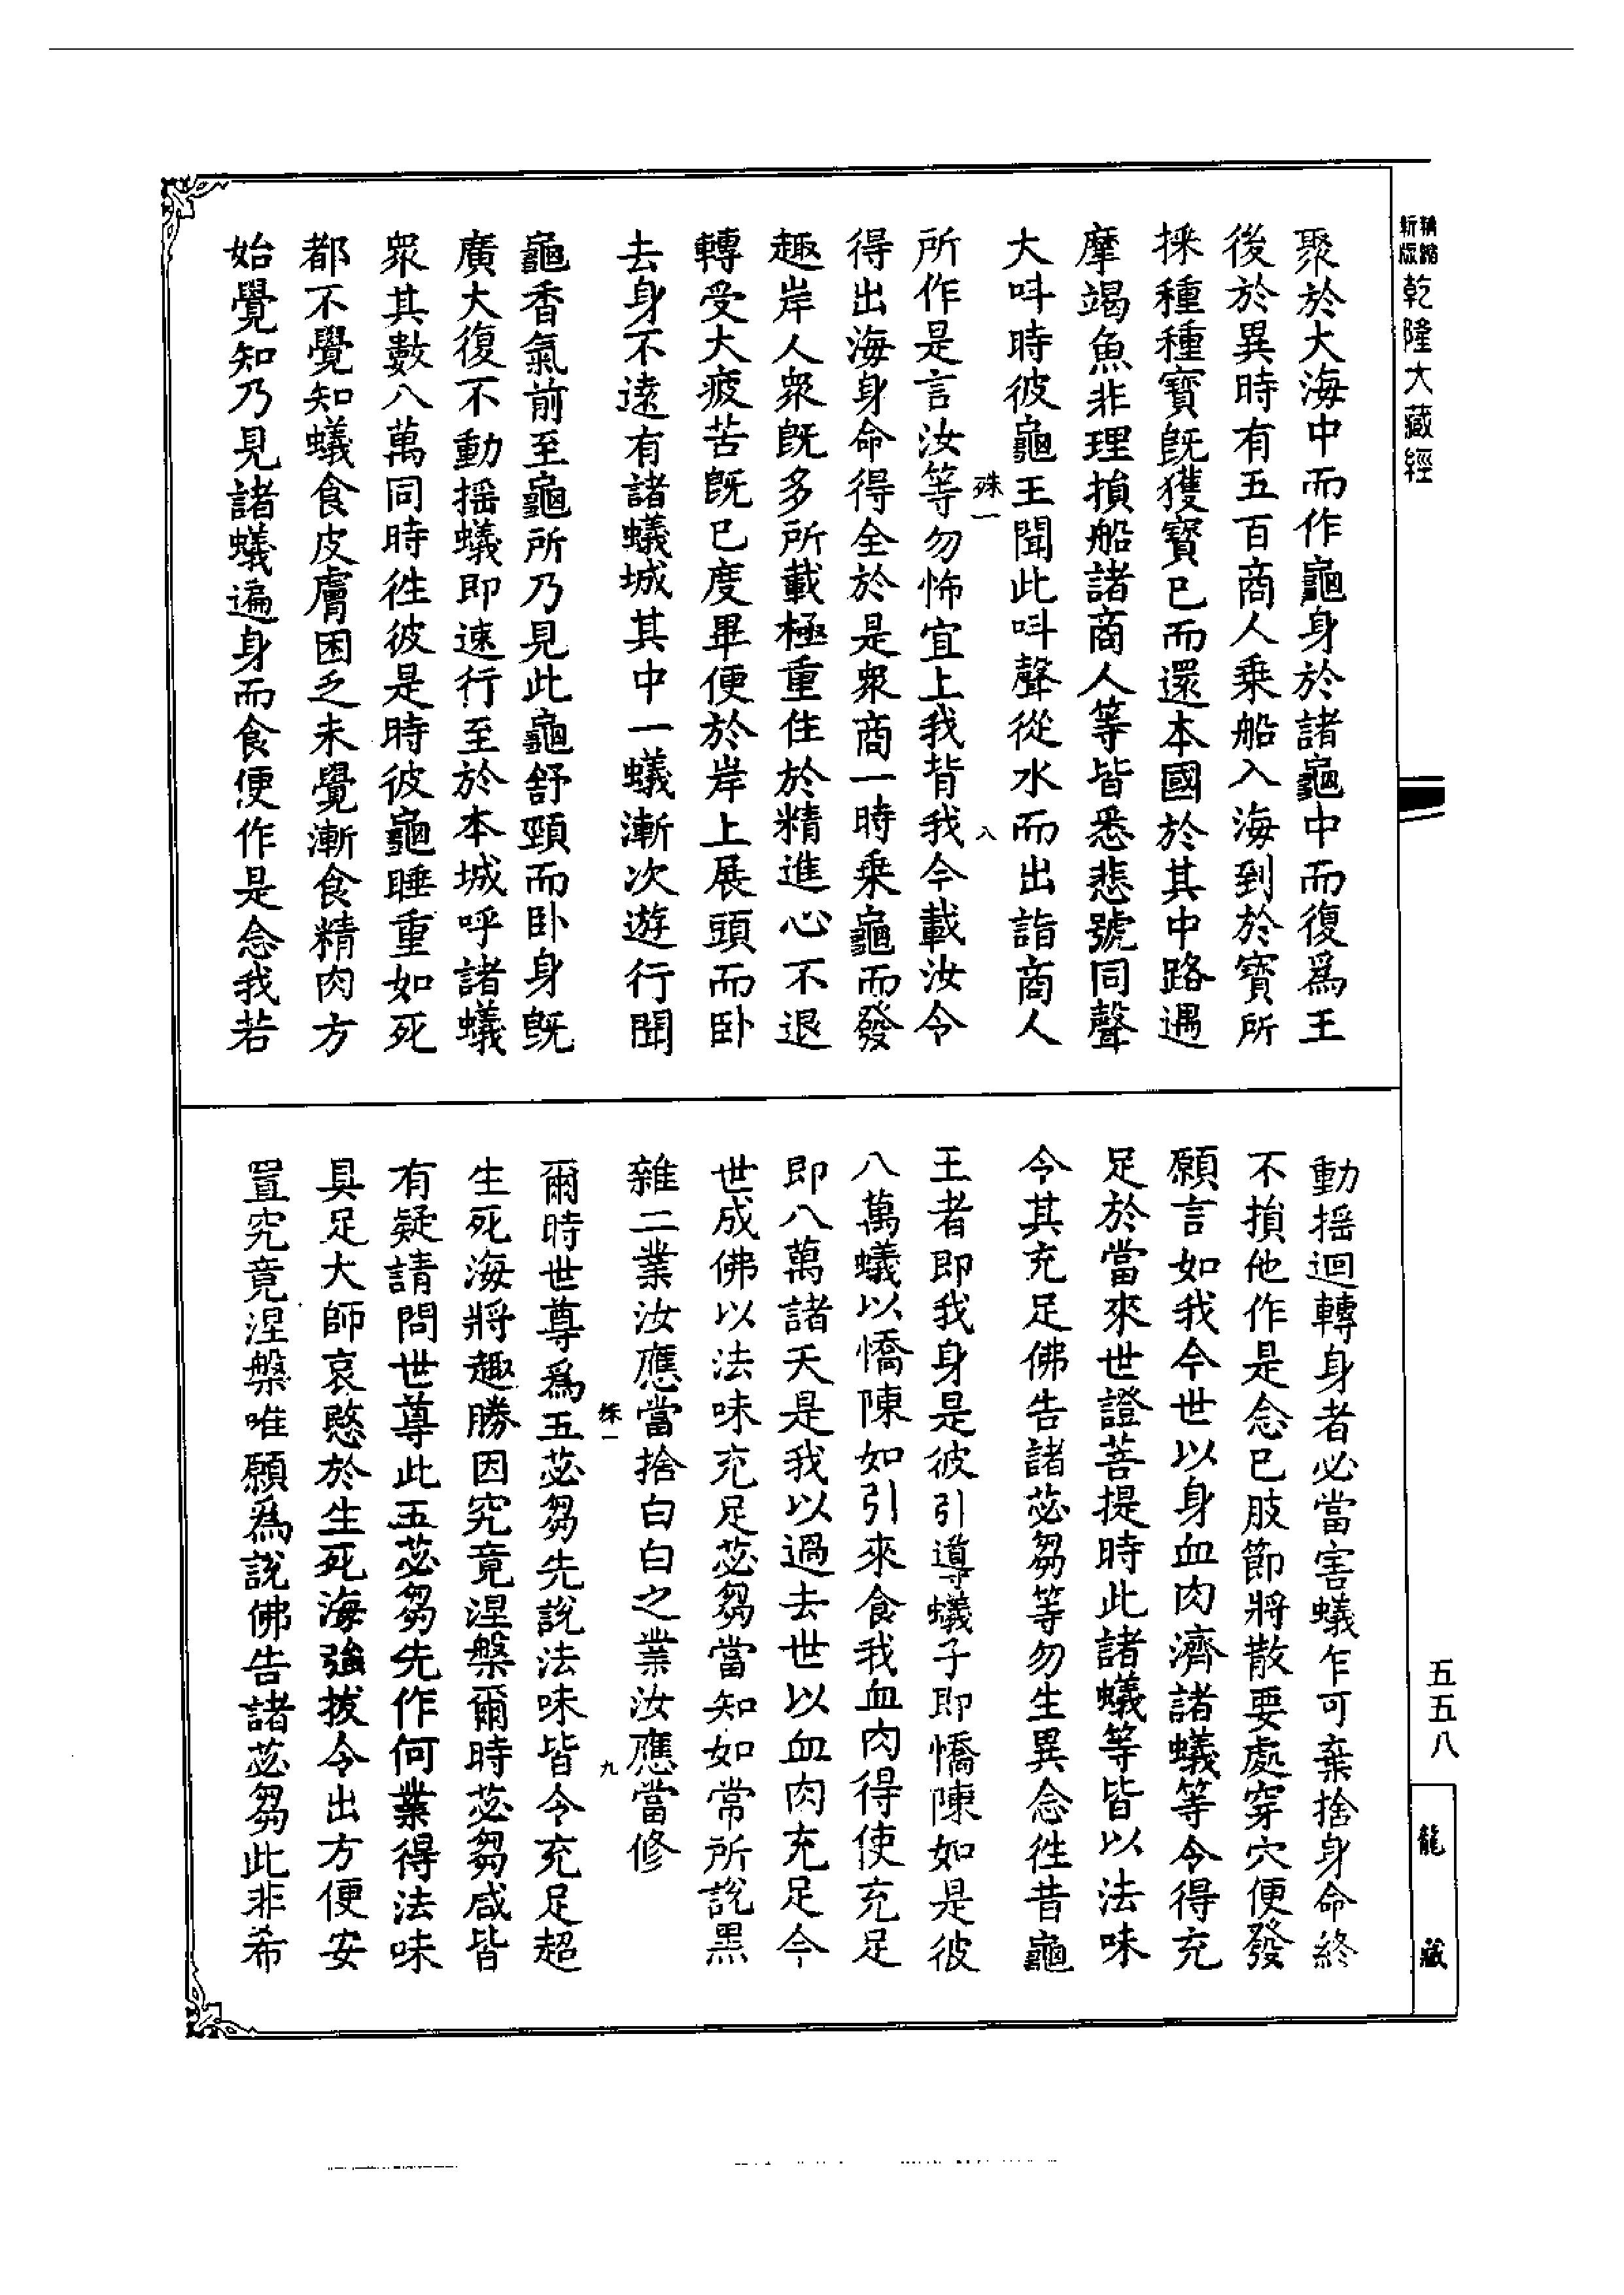 新版精縮乾隆大藏經
聚於大海中而作龜身於諸龜中而復爲王
後於異時有五百商人乗船入海到於寶所
採種種寶旣獲寶已而還本國於其中路遇
摩竭魚非理損船諸商人等皆悉悲號同聲
大呌時彼龜王聞此呌聲從水而出詣商人
殊一
八
所作是言汝等勿怖宜上我背我今載汝令
得出海身命得全於是衆商一時乗龜而發
趣岸人衆旣多所載極重住於精進心不退
轉受大疲苦旣已度畢便於岸上展頭而卧
去身不遠有諸蟻城其中一蟻漸次遊行聞
龜香氣前至龜所乃見此龜舒頸而卧身旣
廣大復不動摇蟻即速行至於本城呼諸蟻
衆其數八萬同時徃彼是時彼龜睡重如死
都不覺知蟻食皮膚困乏未覺漸食精肉方
始覺知乃見諸蟻遍身而食便作是念我若
動摇迴轉身者必當害蟻乍可棄捨身命終
不損他作是念已肢節將散要處穿穴便發
願言如我今世以身血肉濟諸蟻等令得充
足於當來世證菩提時此諸蟻等皆以法味
令其充足佛告諸苾芻等勿生異念徃昔龜
王者即我身是彼引導蟻子即憍陳如是彼
八萬蟻以憍陳如引來食我血肉得使充足
即八萬諸天是我以過去世以血肉充足今
世成佛以法味充足苾芻當知如常所說黑
雜二業汝應當捨白白之業汝應當修
殊一
九
爾時世尊爲五苾芻先說法味皆令充足超
生死海將趣勝因究竟涅槃爾時苾芻咸皆
有疑請問世尊此五苾芻先作何業得法味
具足大師哀愍於生死海強拔令出方便安
置究竟涅槃唯願爲說佛告諸苾芻此非希
五五八
龍藏